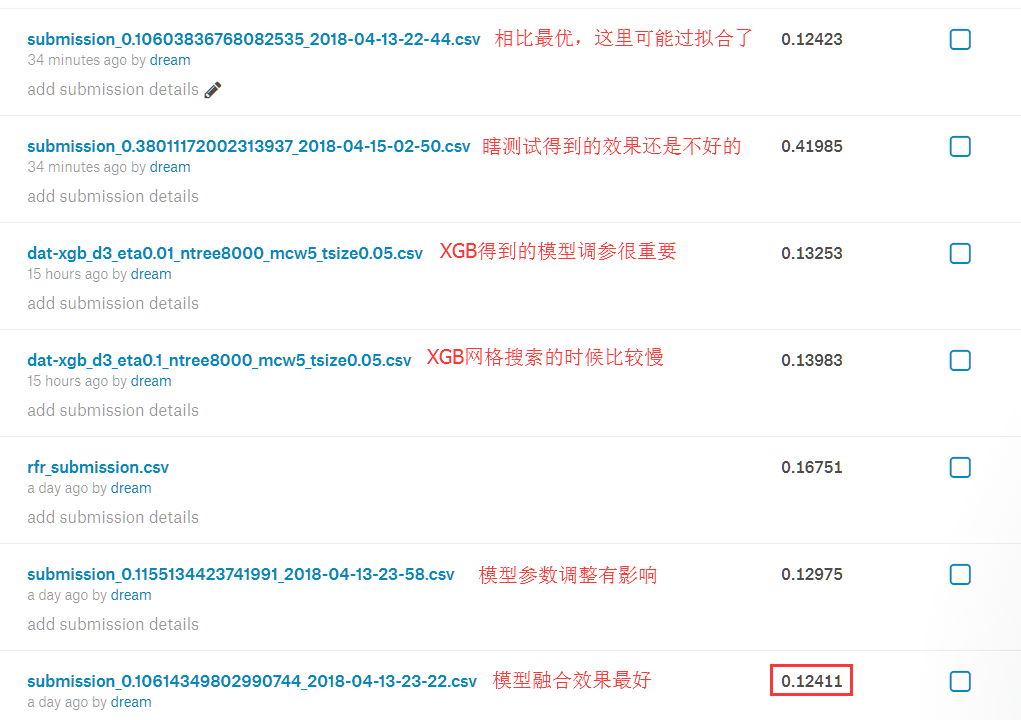 submission_0.10603836768082535_2018-04-13-22-44.csv 相比最优，这里可能过拟合了 0.12423
34 minutes ago by dream
add submission details
submission_0.38011172002313937_2018-04-15-02-50.csv 瞎测试得到的效果还是不好的 0.41985
34 minutes ago by dream
add submission details
dat-xgb_d3_eta0.01_ntree8000_mcw5_tsize0.05.csv XGB得到的模型调参很重要 0.13253
15 hours ago by dream
add submission details
dat-xgb_d3_eta0.1_ntree8000_mcw5_tsize0.05.csv XGB网格搜索的时候比较慢 0.13983
15 hours ago by dream
add submission details
rfr_submission.csv 0.16751
a day ago by dream
add submission details
submission_0.1155134423741991_2018-04-13-23-58.csv 模型参数调整有影响 0.12975
a day ago by dream
add submission details
submission_0.10614349802990744_2018-04-13-23-22.csv 模型融合效果最好 0.12411
a day ago by dream